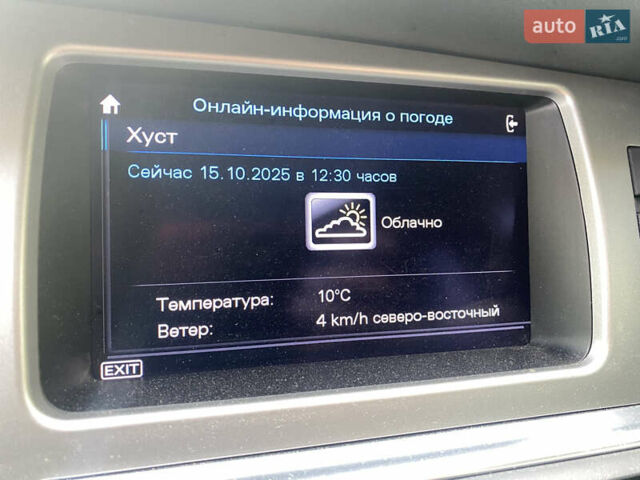 auto RIA.com
Онлайн-информация о погоде
Хуст
Сейчас 15.10.2025 в 12:30 часов
Облачно
Температура: 10°C
Ветер: 4 km/h северо-восточный
EXIT